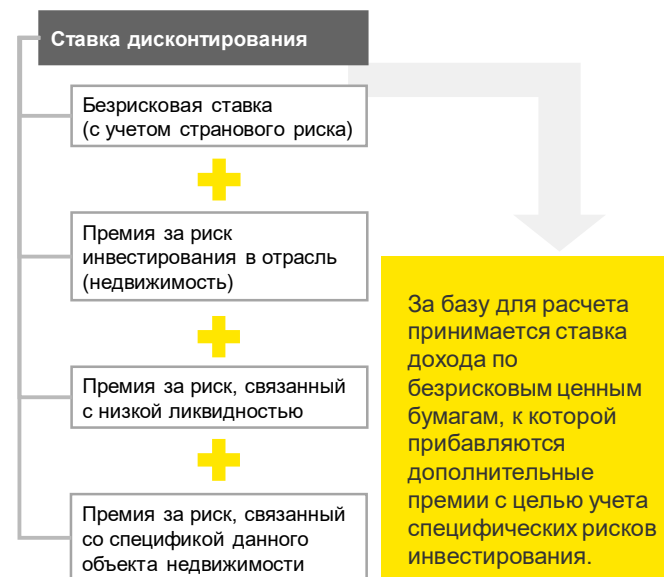 Ставка дисконтирования
Безрисковая ставка
(с учетом странового риска)
Премия за риск
инвестирования в отрасль
(недвижимость)
Премия за риск, связанный
с низкой ликвидностью
Премия за риск, связанный
со спецификой данного
объекта недвижимости
За базу для расчета
принимается ставка
дохода по
безрисковым ценным
бумагам, к которой
прибавляются
дополнительные
премии с целью учета
специфических рисков
инвестирования.